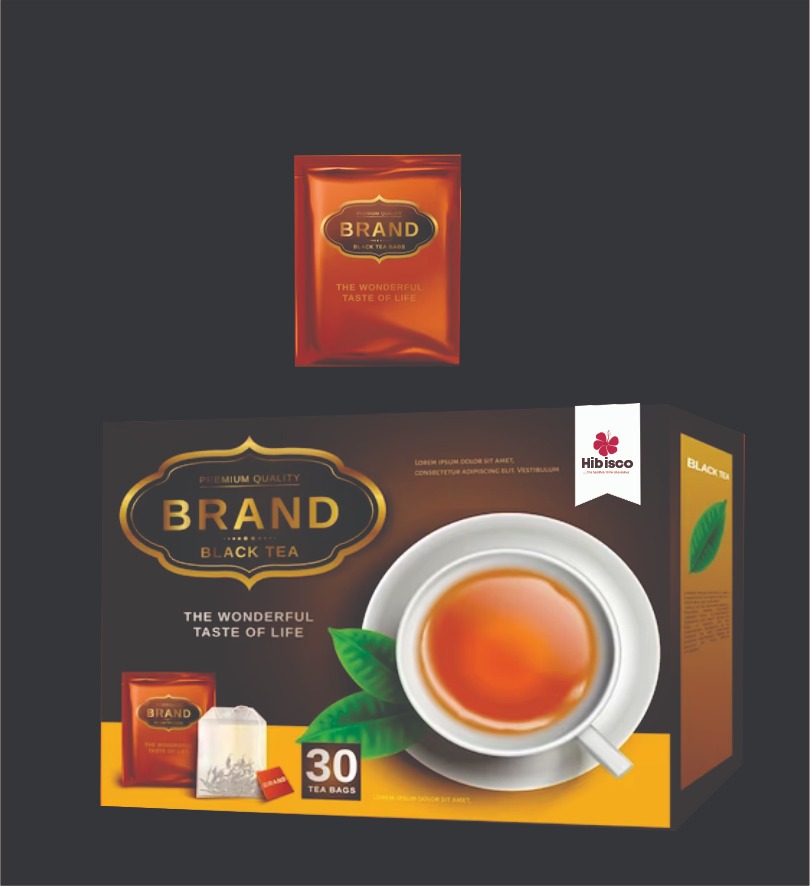 PREMIUM QUALITY
BRAND
BLACK TEA BAGS
THE WONDERFUL
TASTE OF LIFE
PREMIUM QUALITY
BRAND
BLACK TEA
LOREM IPSUM DOLOR SIT AMET,
CONSECTETUR ADIPISCING ELIT. VESTIBULUM
Hibisco
BLACK TEA
THE WONDERFUL
TASTE OF LIFE
BRAND
THE WONDERFUL
TASTE OF LIFE
BRAND
30
TEA BAGS
LOREM IPSUM DOLOR SIT AMET,